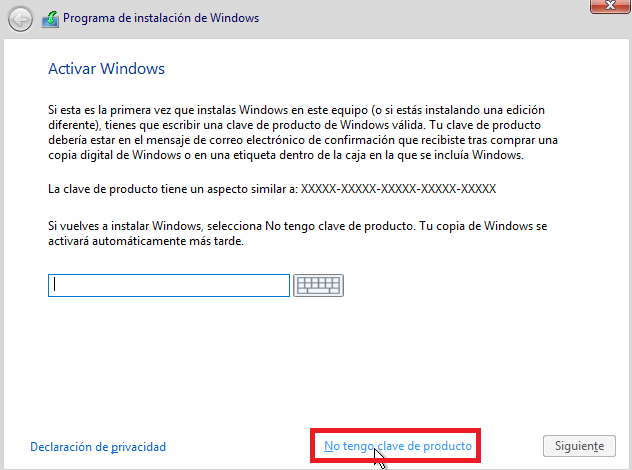 Programa de instalación de Windows
Activar Windows
Si esta es la primera vez que instalas Windows en este equipo (o si estás instalando una edición
diferente), tienes que escribir una clave de producto de Windows válida. Tu clave de producto
debería estar en el mensaje de correo electrónico de confirmación que recibiste tras comprar una
copia digital de Windows o en una etiqueta dentro de la caja en la que se incluía Windows.
La clave de producto tiene un aspecto similar a: XXXXX-XXXXX-XXXXX-XXXXX-XXXXX
Si vuelves a instalar Windows, selecciona No tengo clave de producto. Tu copia de Windows se
activará automáticamente más tarde.
Declaración de privacidad
No tengo clave de producto
Siguiente